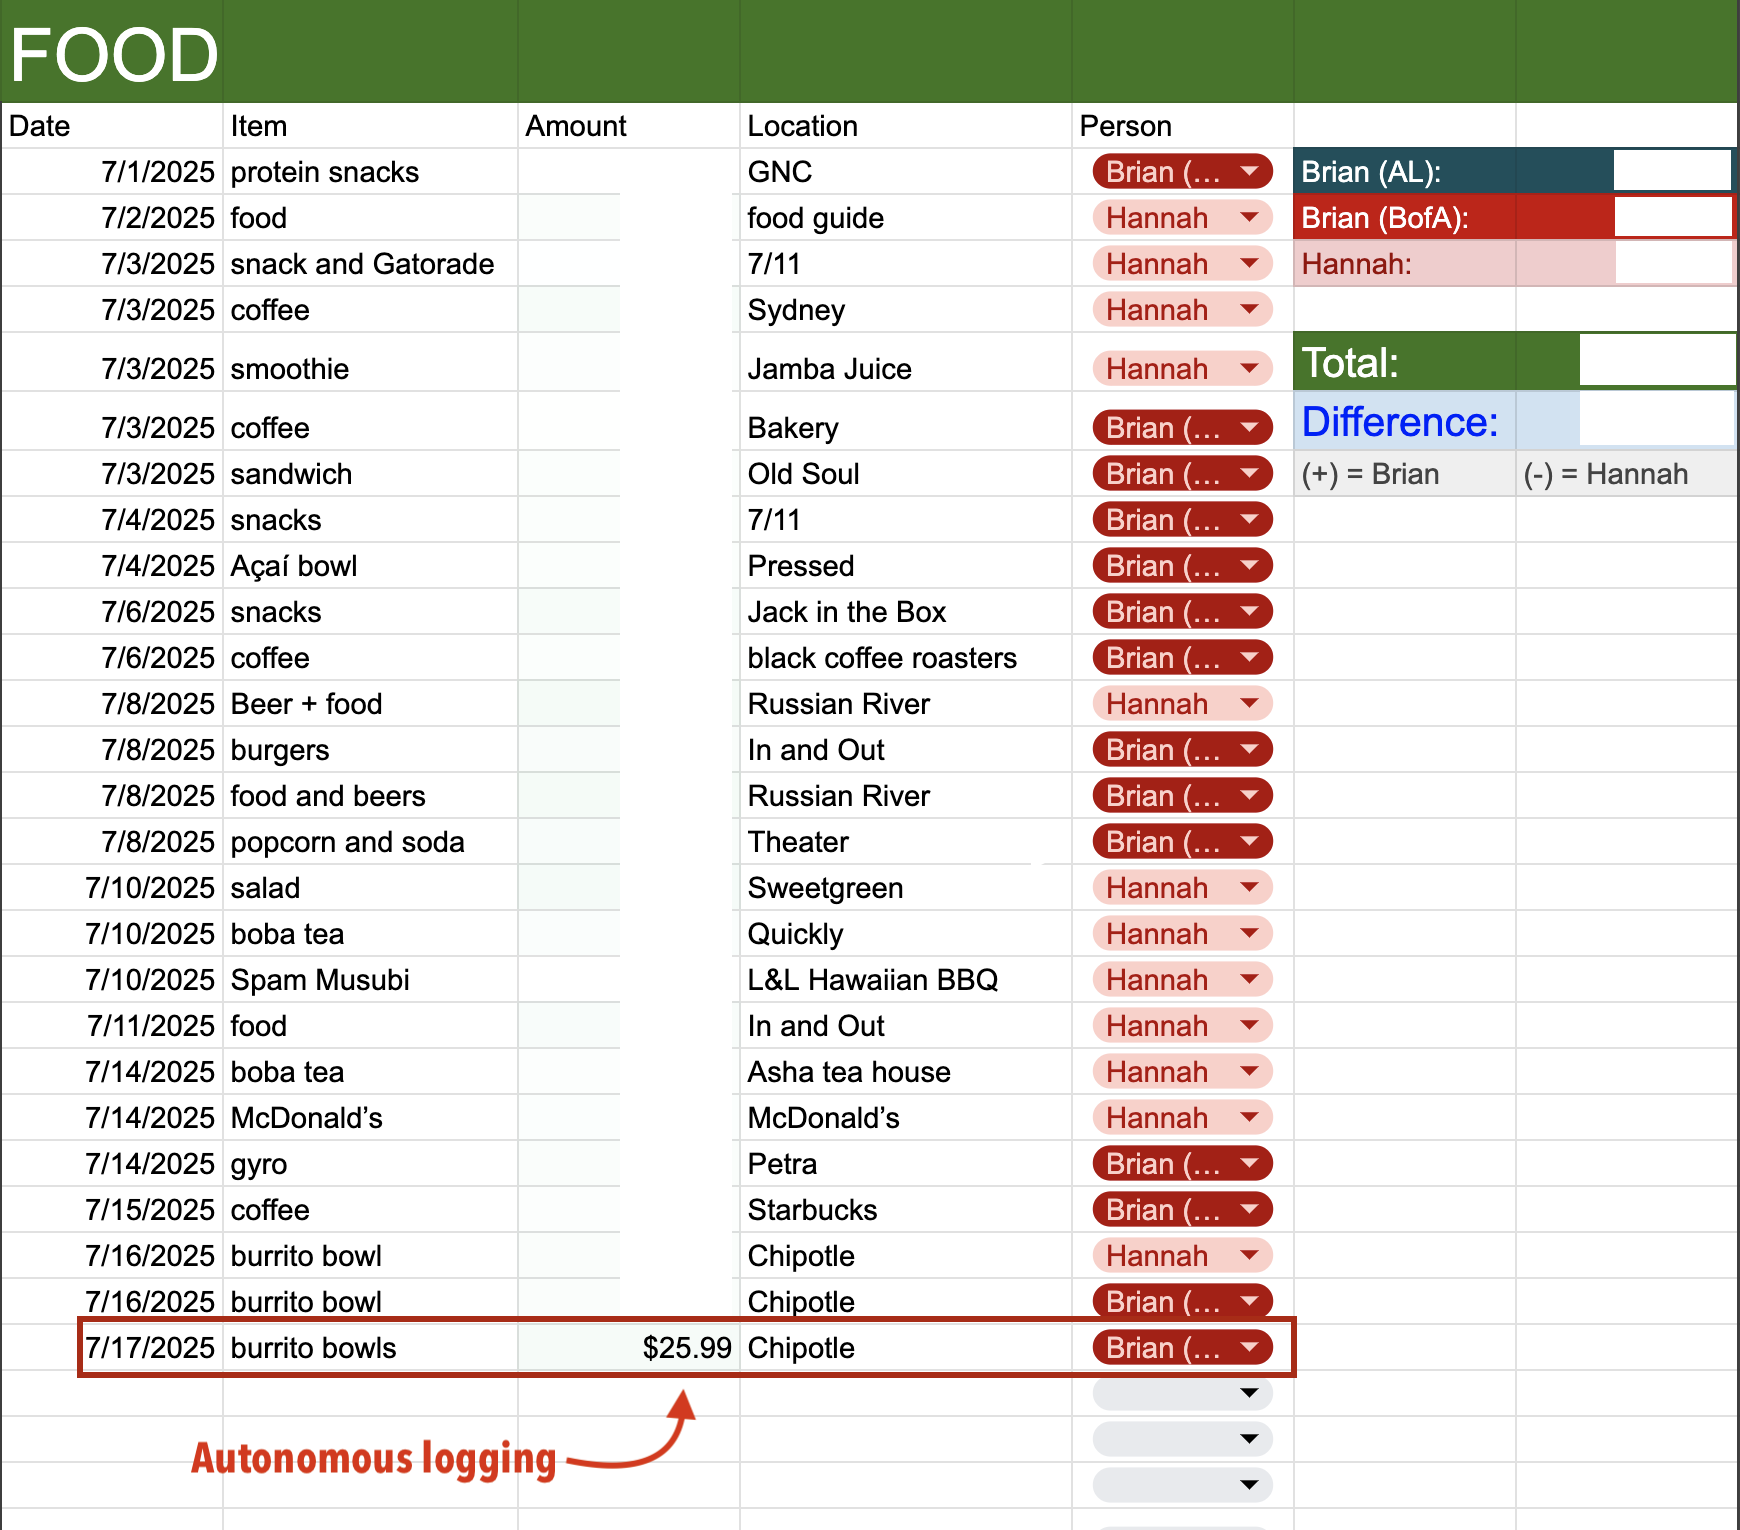 FOOD
Date Item Amount Location Person
7/1/2025 protein snacks GNC Brian (... Brian (AL):
7/2/2025 food food guide Hannah Brian (BofA):
7/3/2025 snack and Gatorade 7/11 Hannah Hannah:
7/3/2025 coffee Sydney Hannah
7/3/2025 smoothie Jamba Juice Hannah Total:
7/3/2025 coffee Bakery Brian (... Difference:
7/3/2025 sandwich Old Soul Brian (... (+) = Brian (-) = Hannah
7/4/2025 snacks 7/11 Brian (...
7/4/2025 Açaí bowl Pressed Brian (...
7/6/2025 snacks Jack in the Box Brian (...
7/6/2025 coffee black coffee roasters Brian (...
7/8/2025 Beer + food Russian River Hannah
7/8/2025 burgers In and Out Brian (...
7/8/2025 food and beers Russian River Brian (...
7/8/2025 popcorn and soda Theater Brian (...
7/10/2025 salad Sweetgreen Hannah
7/10/2025 boba tea Quickly Hannah
7/10/2025 Spam Musubi L&L Hawaiian BBQ Hannah
7/11/2025 food In and Out Hannah
7/14/2025 boba tea Asha tea house Hannah
7/14/2025 McDonald’s McDonald’s Hannah
7/14/2025 gyro Petra Brian (...
7/15/2025 coffee Starbucks Brian (...
7/16/2025 burrito bowl Chipotle Hannah
7/16/2025 burrito bowl Chipotle Brian (...
7/17/2025 burrito bowls $25.99 Chipotle Brian (...
Autonomous logging